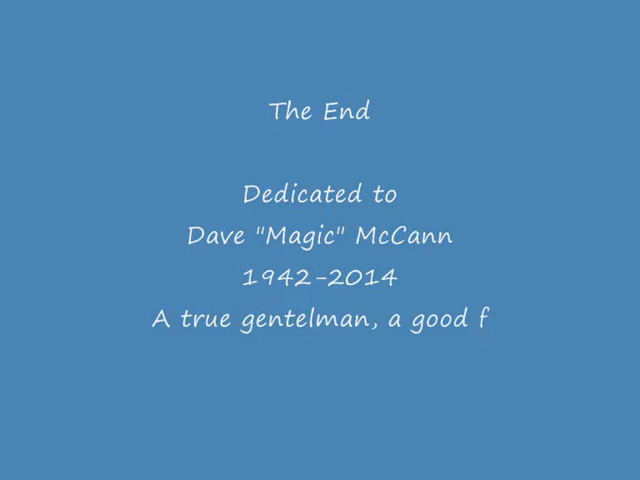 The End
Dedicated to
Dave "Magic" McCann
1942-2014
A true gentelman, a good f